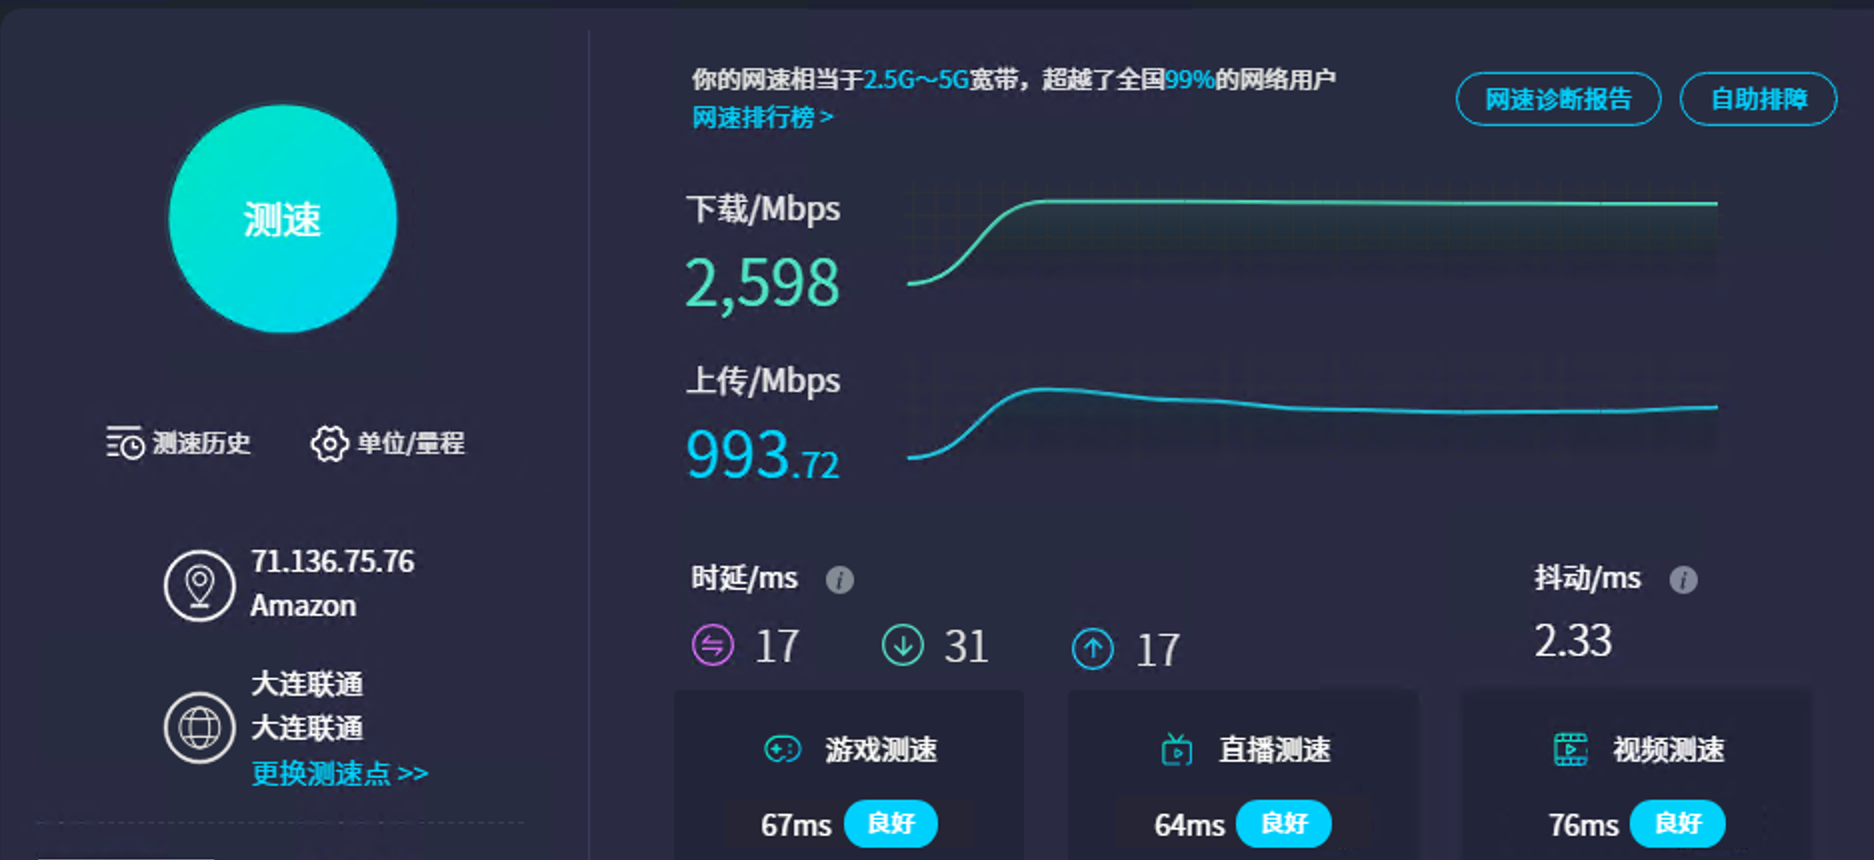 测速
测速历史 单位/量程
71.136.75.76
Amazon
大连联通
大连联通
更换测速点 >>
你的网速相当于2.5G～5G宽带，超越了全国99%的网络用户
网速排行榜 >
网速诊断报告 自助排障
下载/Mbps
2,598
上传/Mbps
993.72
时延/ms
17 31 17
抖动/ms
2.33
游戏测速
67ms 良好
直播测速
64ms 良好
视频测速
76ms 良好